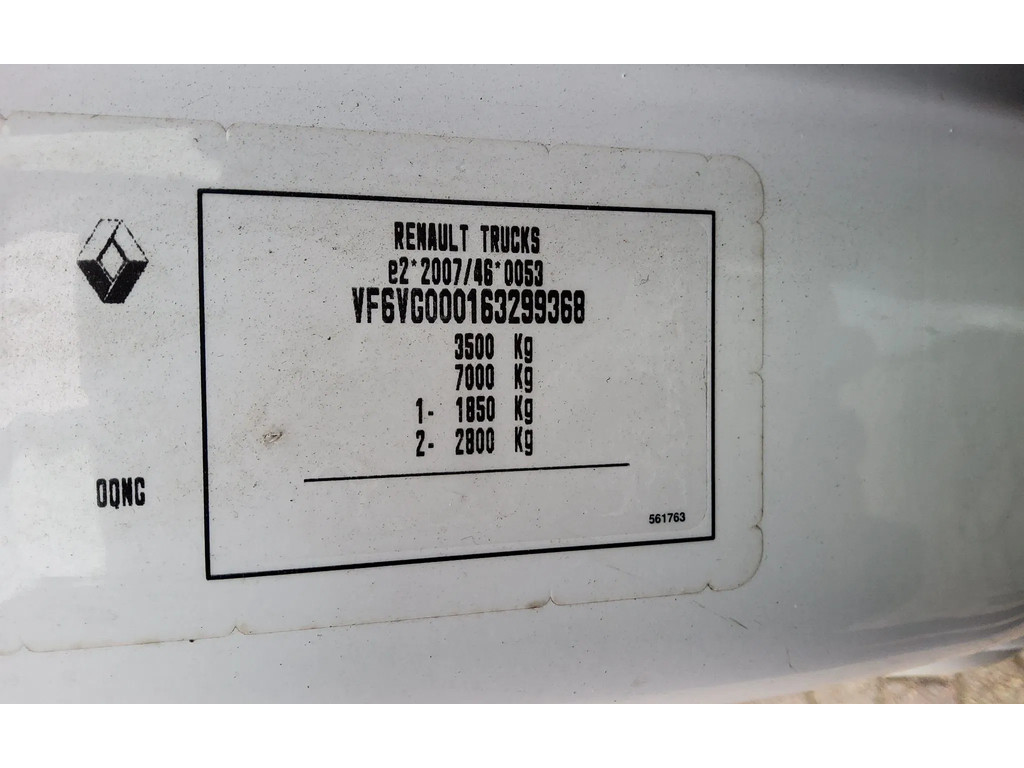 RENAULT TRUCKS
e2*2007/46*0053
VF6VG000163299368
3500 Kg
7000 Kg
1- 1850 Kg
2- 2800 Kg
OQNC
561763